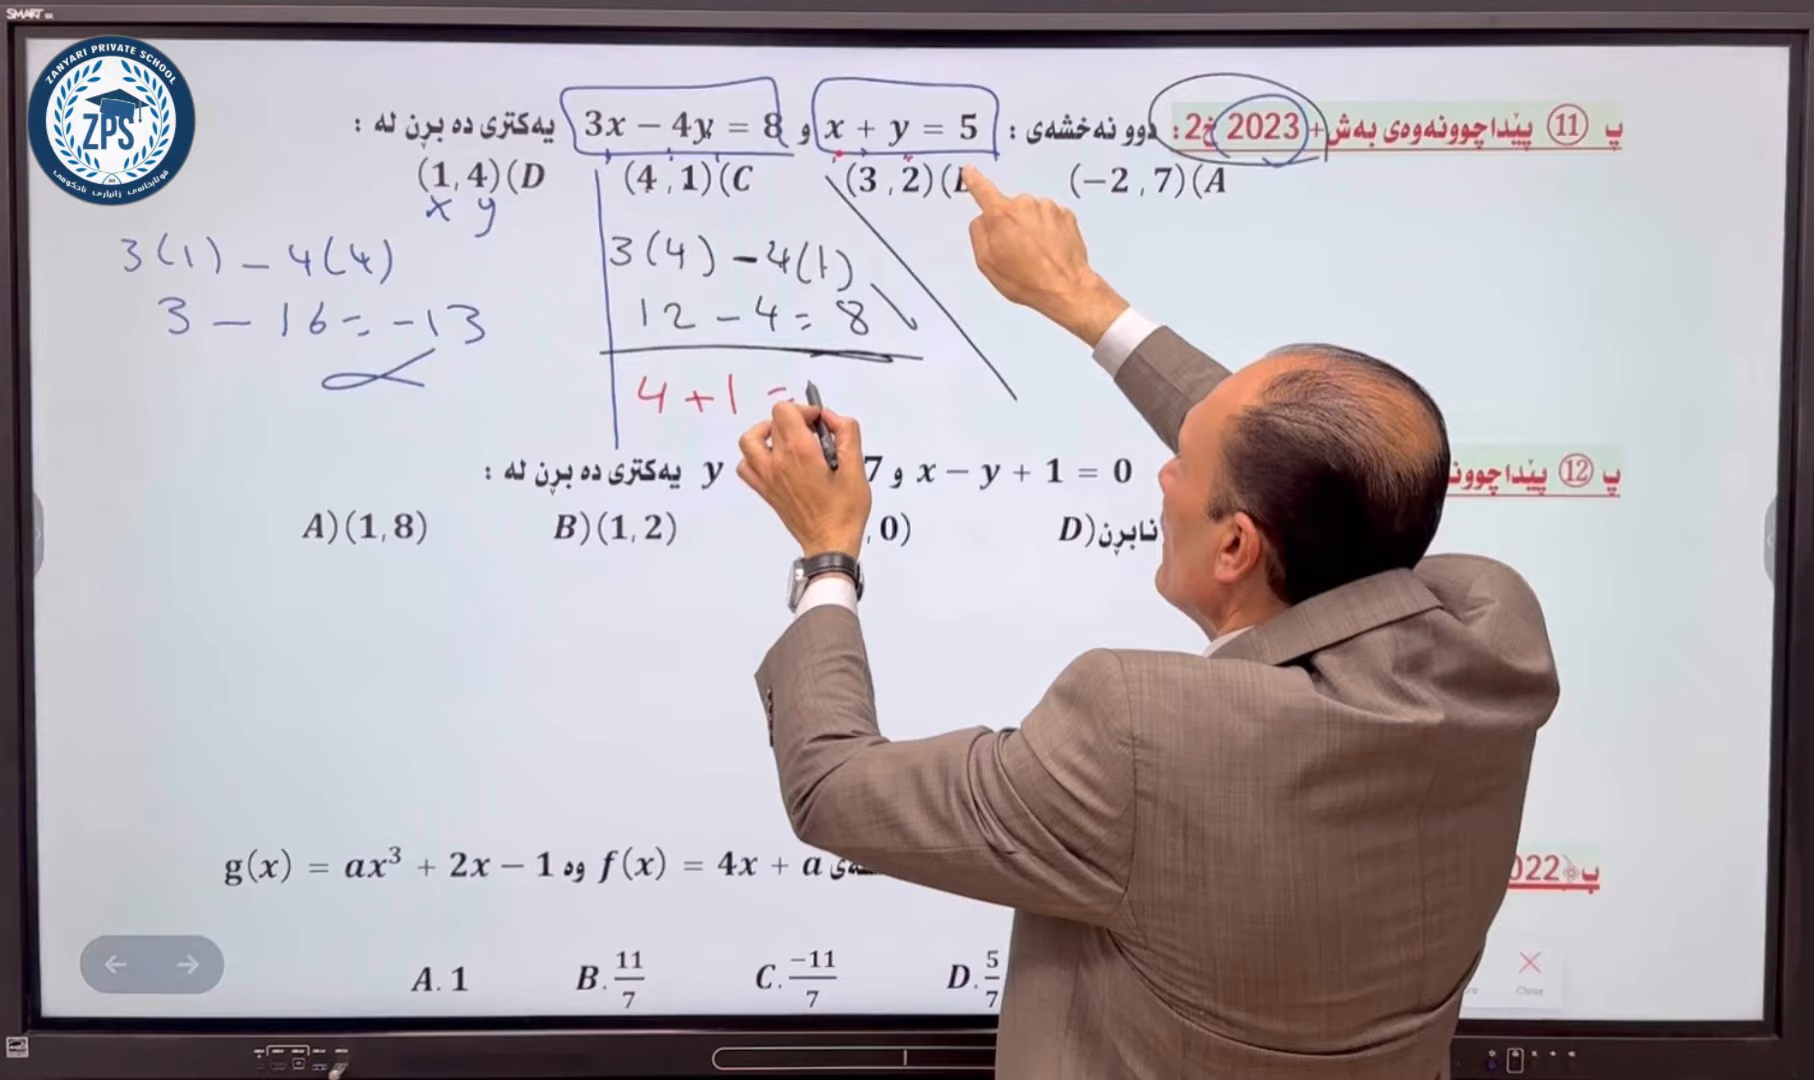 SMART
ZANYARI PRIVATE SCHOOL
ZPS
پ ⑪ پێداچوونەوەی بەش+ 2023 خ2: دوو نەخشەی : x + y = 5 و 3x − 4y = 8 یەکتری دە بڕن لە :
(−2 , 7)(A (3 , 2)( (4 , 1)(C (1, 4)(D
x y
3(1) − 4(4)
3 − 16 = −13
3(4) − 4(1)
12 − 4 = 8
4 + 1 =
پ ⑫ x − y + 1 = 0 و 7 y یەکتری دە بڕن لە :
A)(1, 8) B)(1, 2) , 0) D)نابڕن
پ 022
f(x) = 4x + a وە g(x) = ax³ + 2x − 1
A. 1 B. 11/7 C. −11/7 D. 5/7
Close